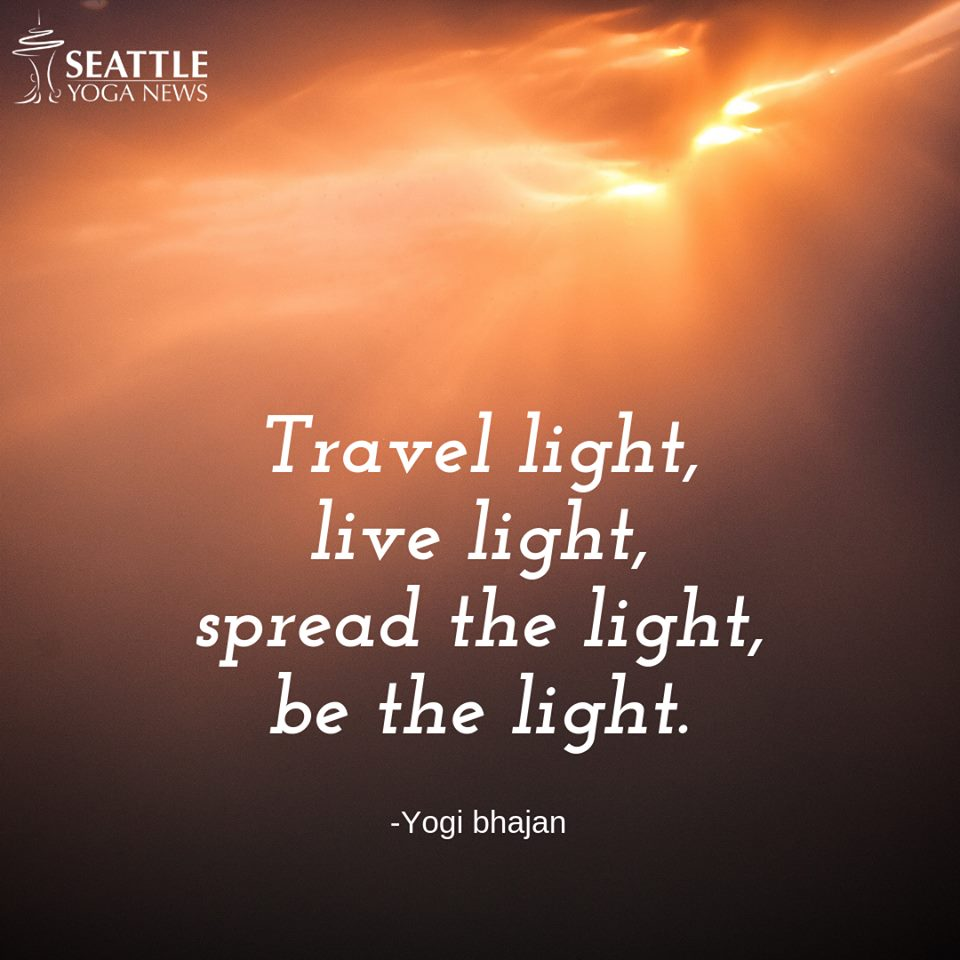 SEATTLE
YOGA NEWS
Travel light,
live light,
spread the light,
be the light.
-Yogi bhajan